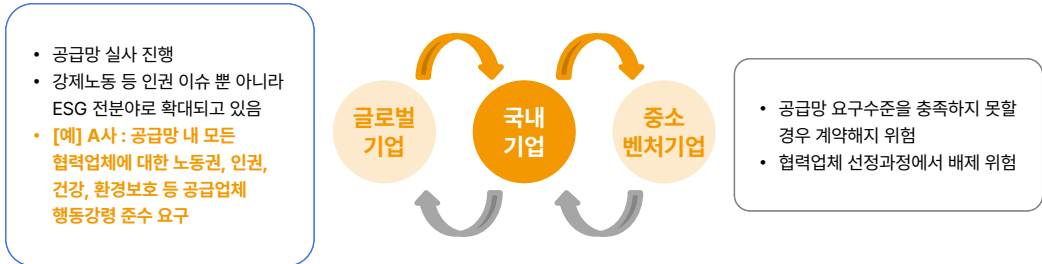 • 공급망 실사 진행
• 강제노동 등 인권 이슈 뿐 아니라
ESG 전분야로 확대되고 있음
• [예] A사 : 공급망 내 모든
협력업체에 대한 노동권, 인권,
건강, 환경보호 등 공급업체
행동강령 준수 요구
글로벌
기업
국내
기업
중소
벤처기업
• 공급망 요구수준을 충족하지 못할
경우 계약해지 위험
• 협력업체 선정과정에서 배제 위험